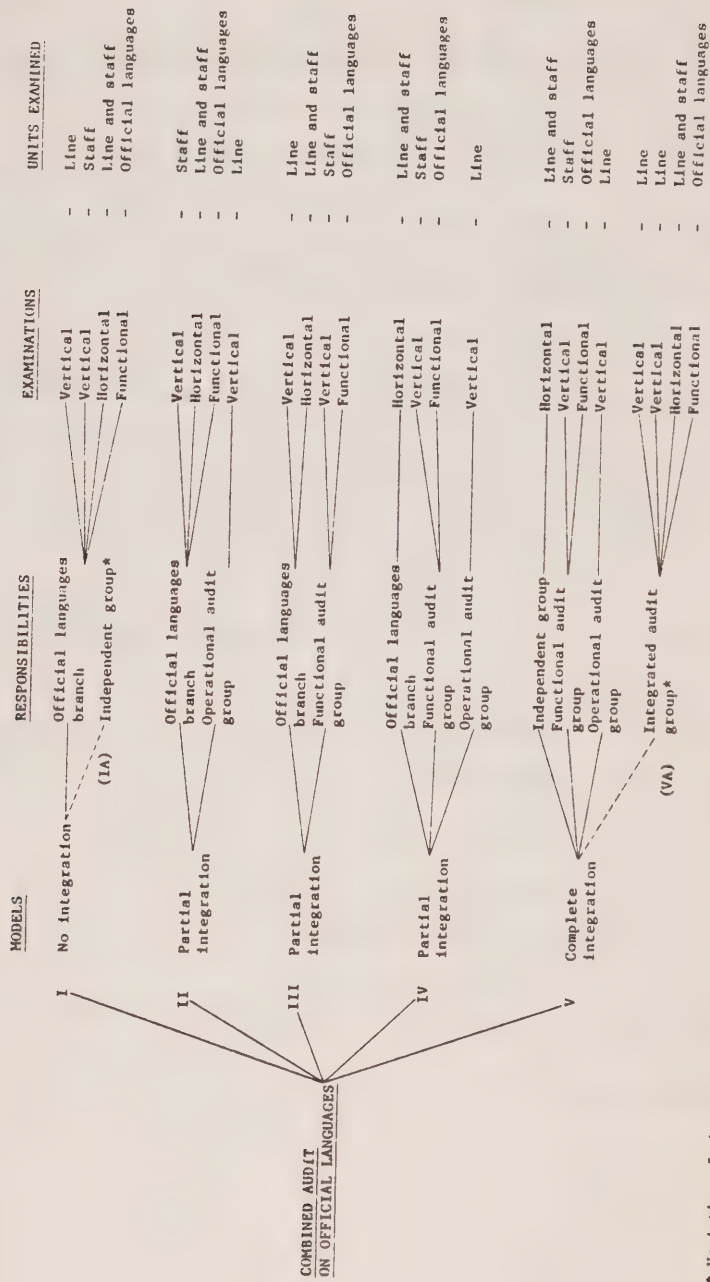 MODELS
RESPONSIBILITIES
EXAMINATIONS
UNITS EXAMINED
COMBINED AUDIT
ON OFFICIAL LANGUAGES
I
No integration
Official languages
branch
(IA)
Independent group*
Vertical - Line
Vertical - Staff
Horizontal - Line and staff
Functional - Official languages
II
Partial
integration
Official languages
branch
Operational audit
group
Vertical - Staff
Horizontal - Line and staff
Functional - Official languages
Vertical - Line
III
Partial
integration
Official languages
branch
Functional audit
group
Vertical - Line
Horizontal - Line and staff
Vertical - Staff
Functional - Official languages
IV
Partial
integration
Official languages
branch
Functional audit
group
Operational audit
group
Horizontal - Line and staff
Vertical - Staff
Functional - Official languages
Vertical - Line
V
Complete
integration
Independent group
Functional audit
group
Operational audit
group
Horizontal - Line and staff
Vertical - Staff
Functional - Official languages
Vertical - Line
(VA)
Integrated audit
group*
Vertical - Line
Vertical - Line
Horizontal - Line and staff
Functional - Official languages